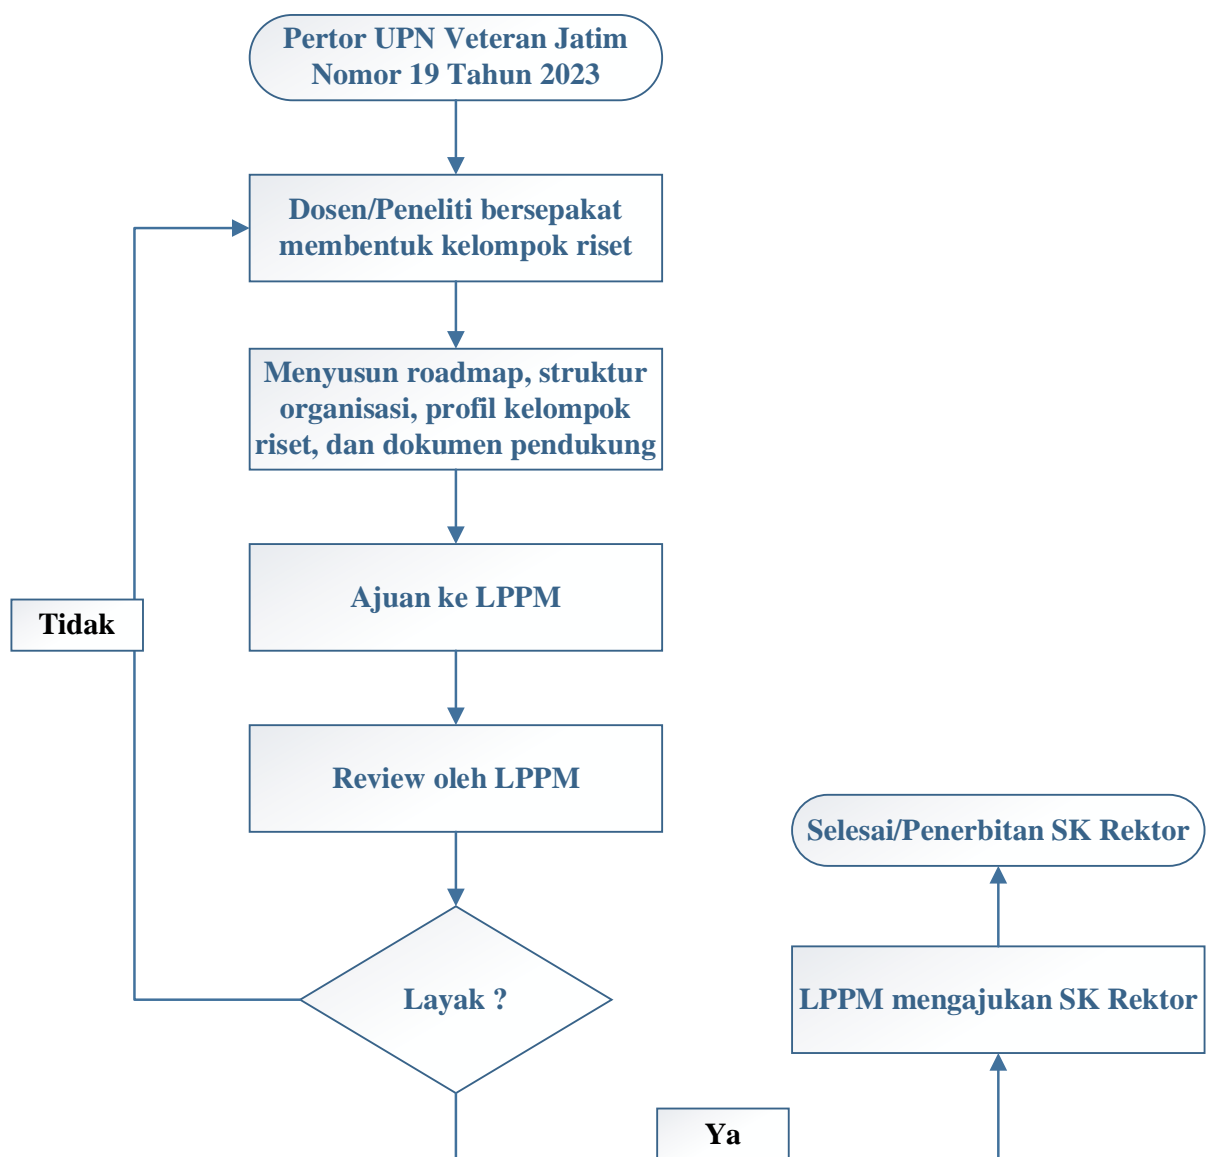 Pertor UPN Veteran Jatim
Nomor 19 Tahun 2023
Dosen/Peneliti bersepakat
membentuk kelompok riset
Menyusun roadmap, struktur
organisasi, profil kelompok
riset, dan dokumen pendukung
Ajuan ke LPPM
Tidak
Review oleh LPPM
Layak ?
Ya
LPPM mengajukan SK Rektor
Selesai/Penerbitan SK Rektor